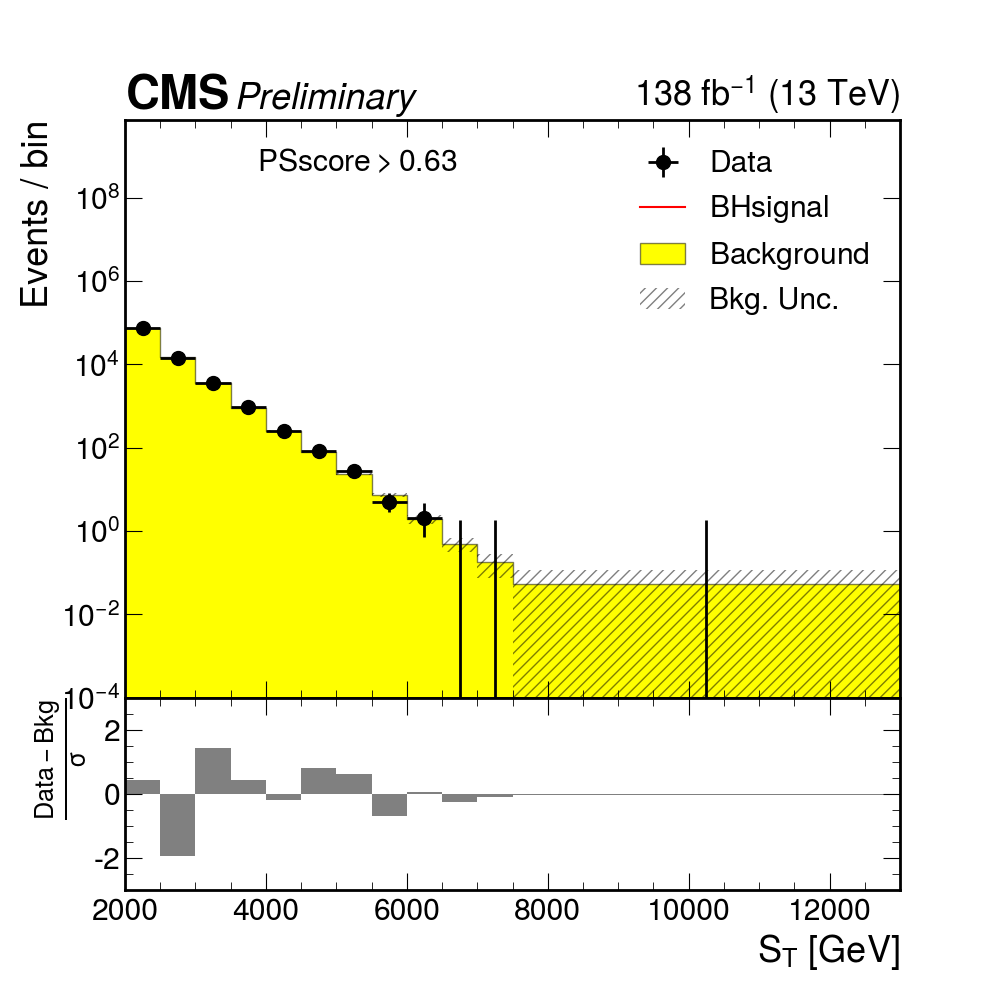 CMS Preliminary 138 fb⁻¹ (13 TeV)
Events / bin
PSscore > 0.63
Data
BHsignal
Background
Bkg. Unc.
10⁸
10⁶
10⁴
10²
10⁰
10⁻²
10⁻⁴
Data – Bkg
σ
2
0
-2
2000 4000 6000 8000 10000 12000
S_T [GeV]